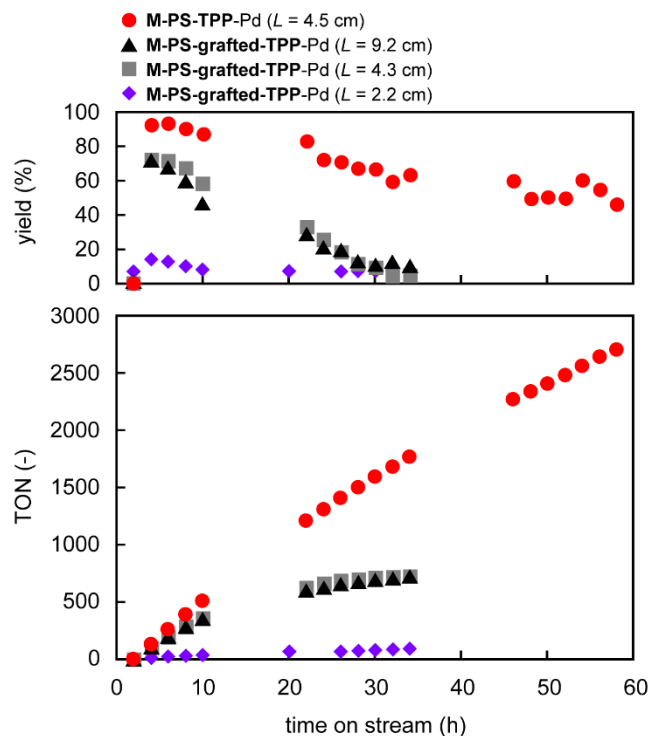 M-PS-TPP-Pd (L = 4.5 cm)
M-PS-grafted-TPP-Pd (L = 9.2 cm)
M-PS-grafted-TPP-Pd (L = 4.3 cm)
M-PS-grafted-TPP-Pd (L = 2.2 cm)
100
80
60
40
20
0
yield (%)
3000
2500
2000
1500
1000
500
0
TON (-)
0 10 20 30 40 50 60
time on stream (h)